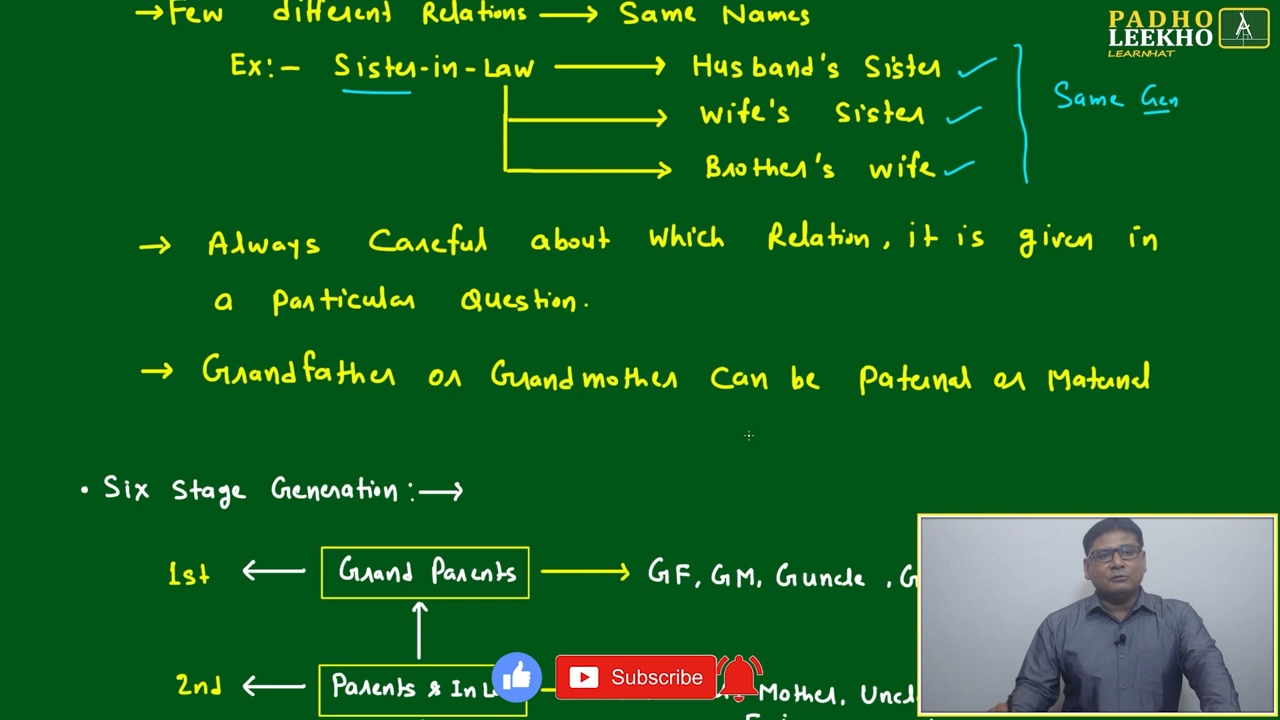 → Few different Relations → Same Names
PADHO
LEEKHO
LEARNHAT
Ex:- Sister-in-Law → Husband's Sister ✓
→ Wife's Sister ✓
→ Brother's wife ✓
Same Gen
→ Always Careful about which Relation, it is given in
a Particular Question.
→ Grandfather or Grandmother can be Paternal or Maternal
• Six Stage Generation:→
1st ← Grand Parents → GF, GM, Guncle, G
2nd ← Parents & In
Mother, Uncl
Subscribe